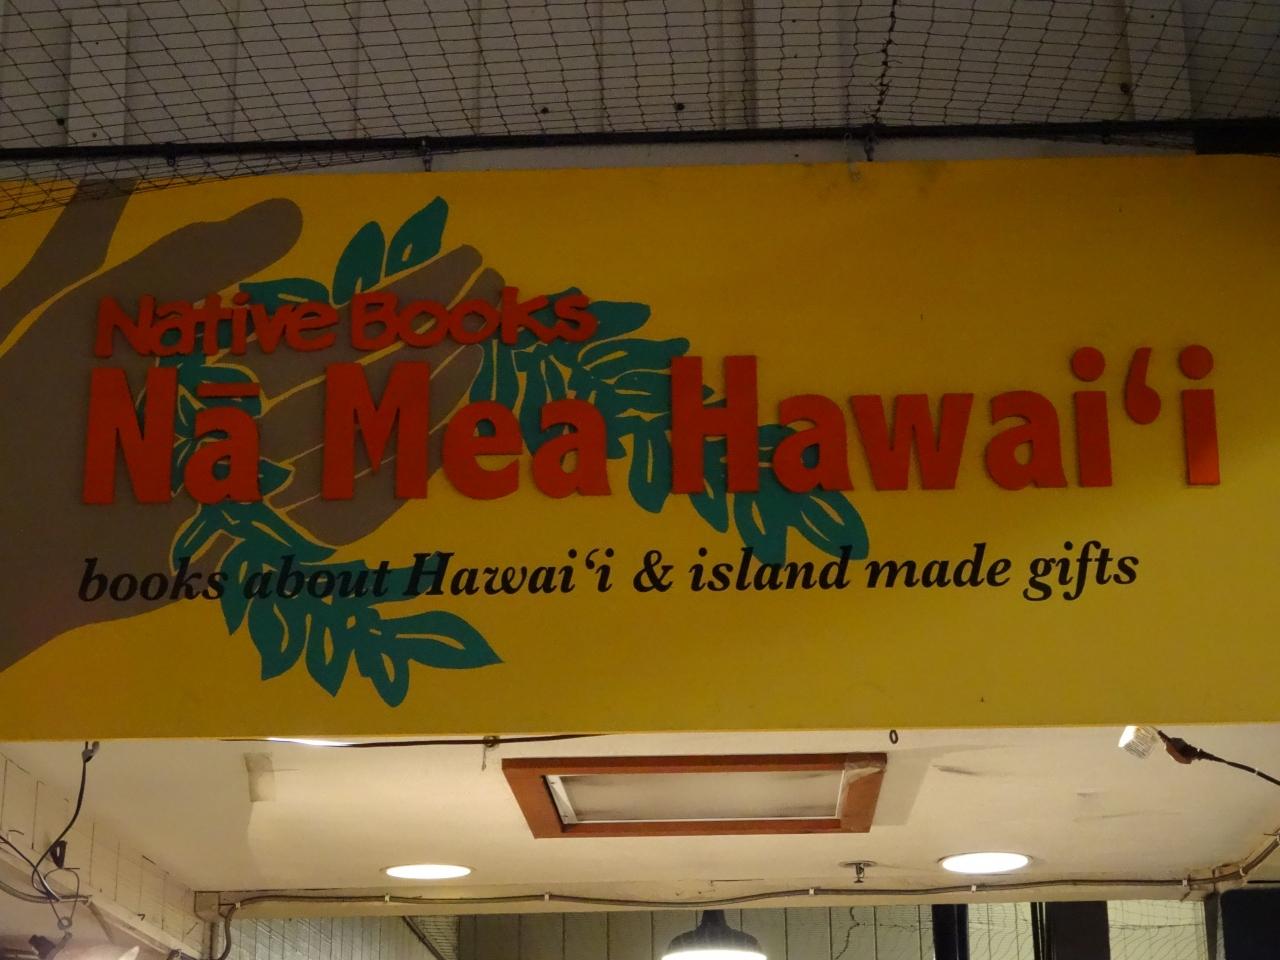 Native Books
Nā Mea Hawaiʻi
books about Hawaiʻi & island made gifts